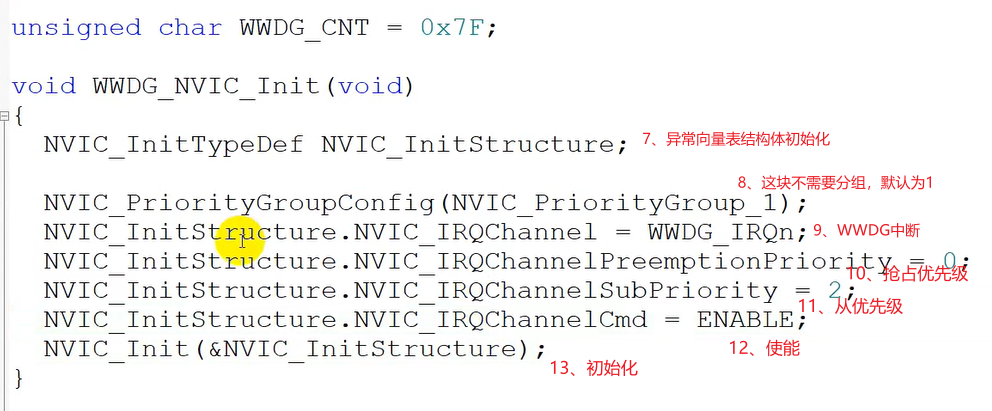 unsigned char WWDG_CNT = 0x7F;
void WWDG_NVIC_Init(void)
{
NVIC_InitTypeDef NVIC_InitStructure; 7、异常向量表结构体初始化
8、这块不需要分组，默认为1
NVIC_PriorityGroupConfig(NVIC_PriorityGroup_1);
NVIC_InitStructure.NVIC_IRQChannel = WWDG_IRQn; 9、WWDG中断
NVIC_InitStructure.NVIC_IRQChannelPreemptionPriority = 0;
10、抢占优先级
NVIC_InitStructure.NVIC_IRQChannelSubPriority = 2;
11、从优先级
NVIC_InitStructure.NVIC_IRQChannelCmd = ENABLE;
NVIC_Init(&NVIC_InitStructure); 12、使能
13、初始化
}